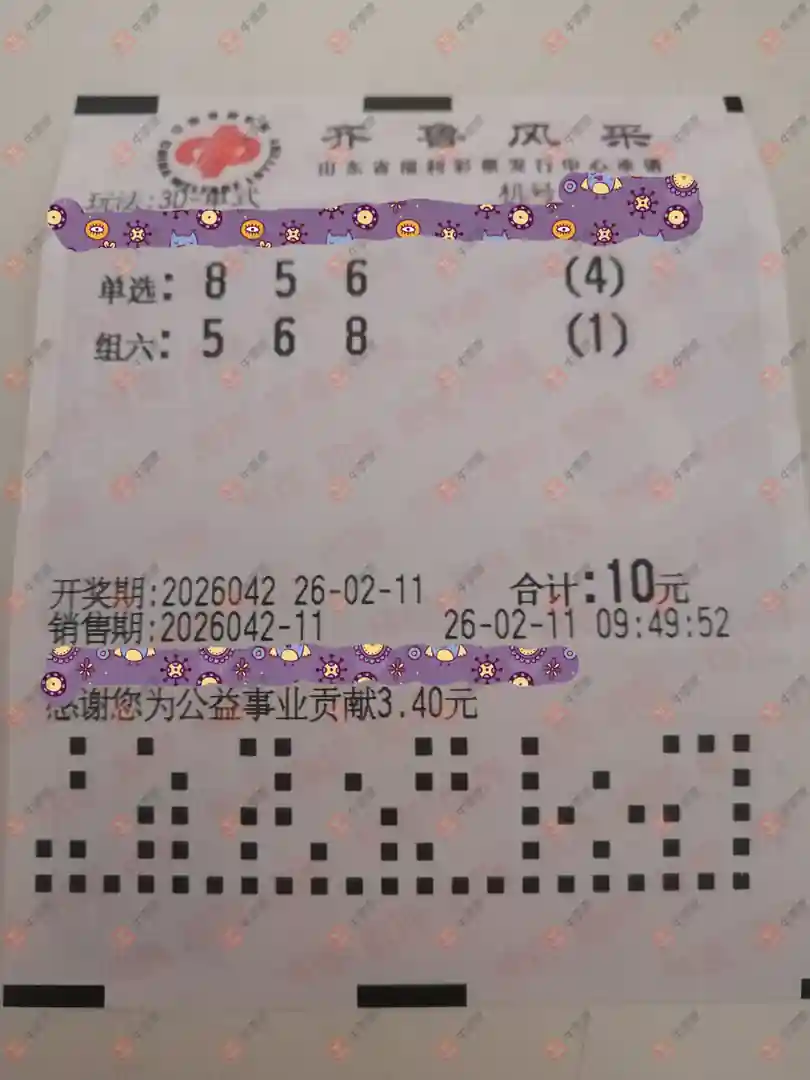 齐鲁风采
山东省福利彩票发行中心承销
玩法:3D-单式 机号
单选: 8 5 6 (4)
组六: 5 6 8 (1)
开奖期:2026042 26-02-11 合计:10元
销售期:2026042-11 26-02-11 09:49:52
感谢您为公益事业贡献3.40元